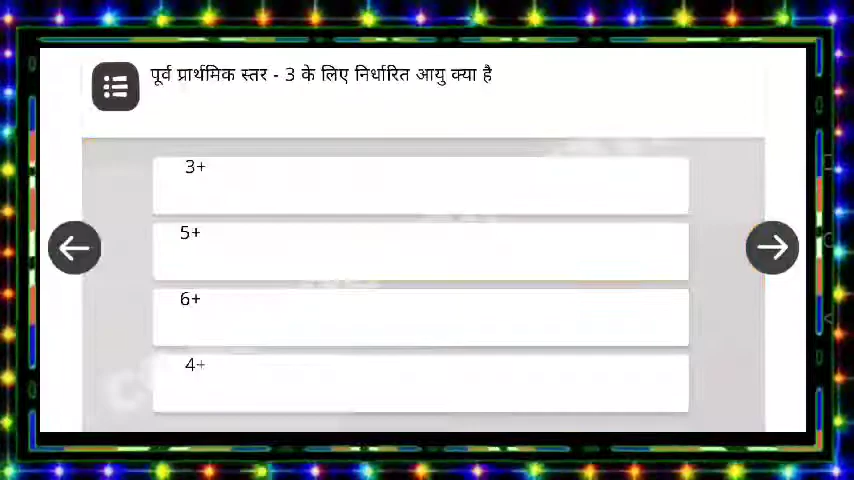 पूर्व प्राथमिक स्तर - 3 के लिए निर्धारित आयु क्या है
3+
5+
6+
4+